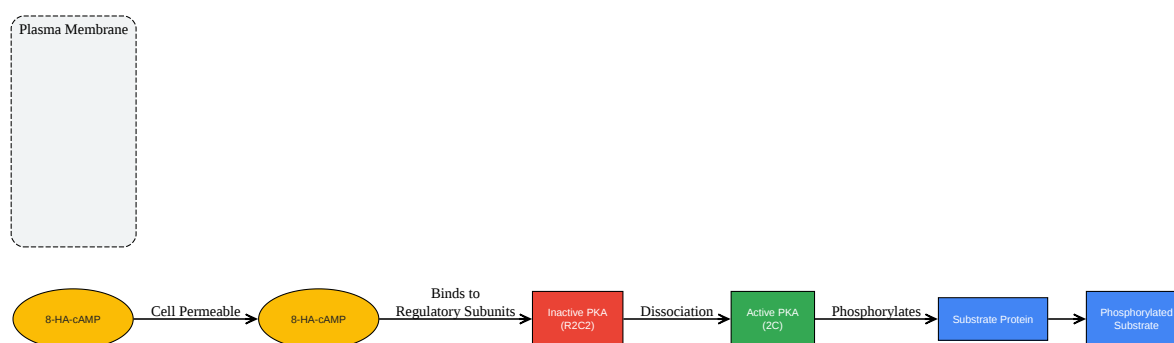 Plasma Membrane
8-HA-cAMP
Cell Permeable
8-HA-cAMP
Binds to
Regulatory Subunits
Inactive PKA
(R2C2)
Dissociation
Active PKA
(2C)
Phosphorylates
Substrate Protein
Phosphorylated
Substrate